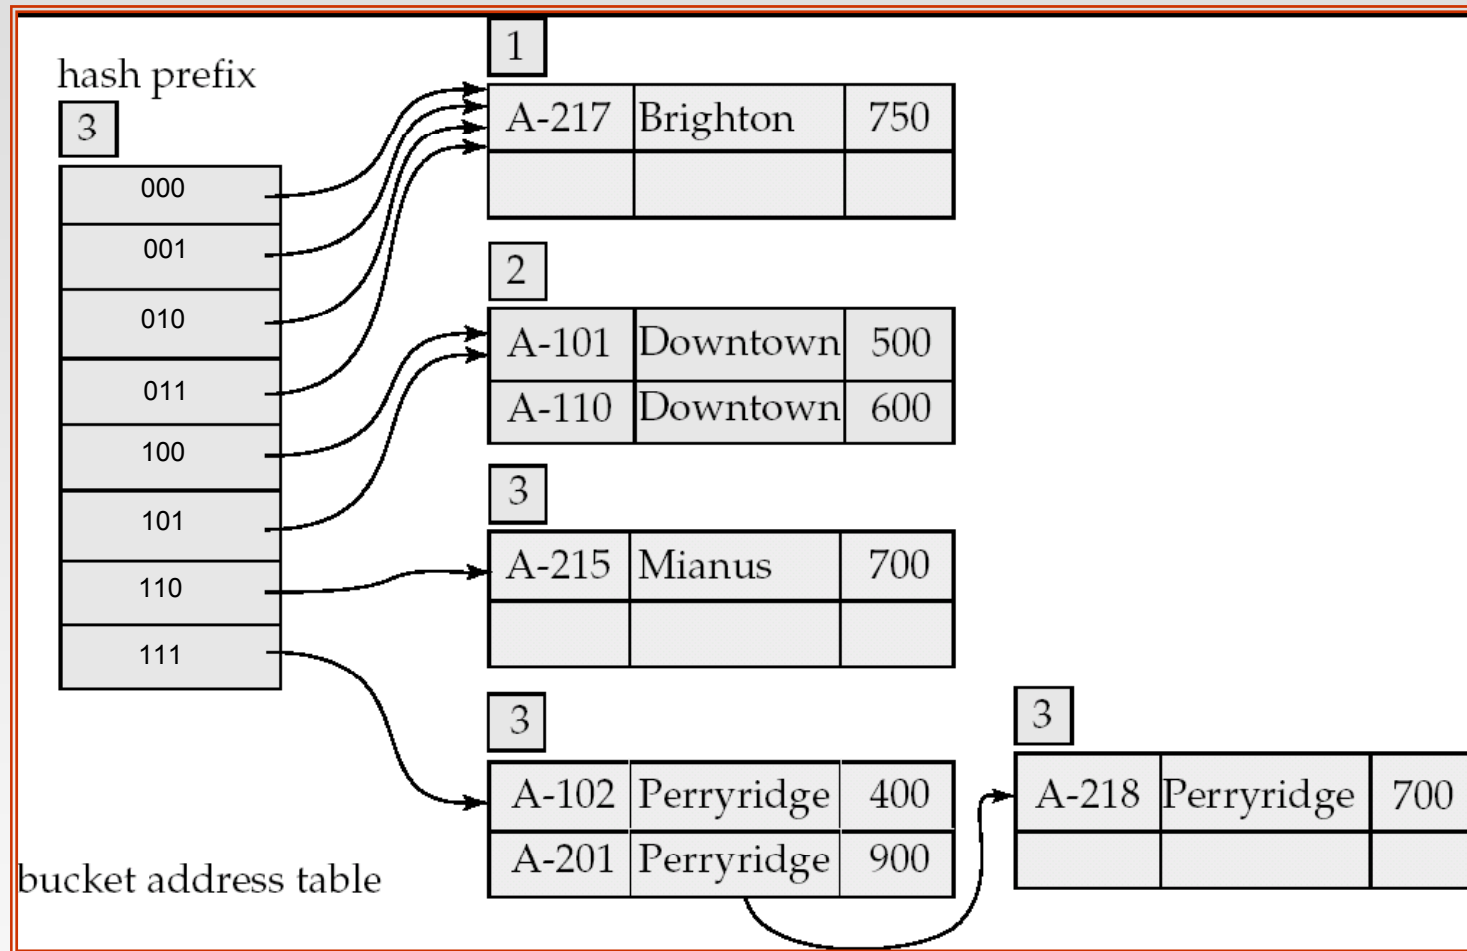 hash prefix
3
000
001
010
011
100
101
110
111
bucket address table
1
A-217 Brighton 750
2
A-101 Downtown 500
A-110 Downtown 600
3
A-215 Mianus 700
3
A-102 Perryridge 400
A-201 Perryridge 900
3
A-218 Perryridge 700